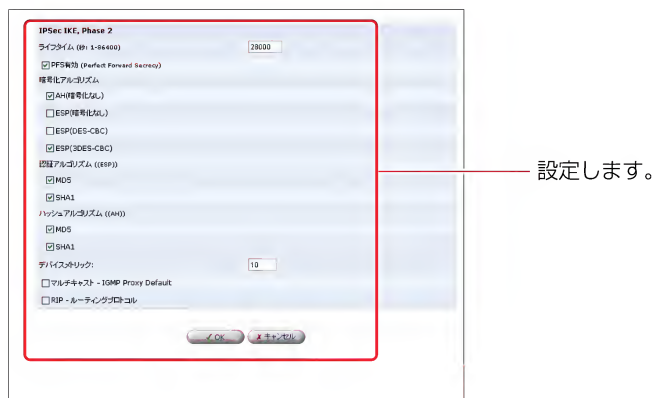 IPSec IKE, Phase 2
ライフタイム (秒: 1-86400) 28000
PFS有効 (Perfect Forward Secrecy)
暗号化アルゴリズム
AH(暗号化なし)
ESP(暗号化なし)
ESP(DES-CBC)
ESP(3DES-CBC)
認証アルゴリズム ((ESP))
MD5
SHA1
ハッシュアルゴリズム ((AH))
MD5
SHA1
デバイスメトリック: 10
マルチキャスト - IGMP Proxy Default
RIP - ルーティングプロトコル
OK キャンセル
設定します。